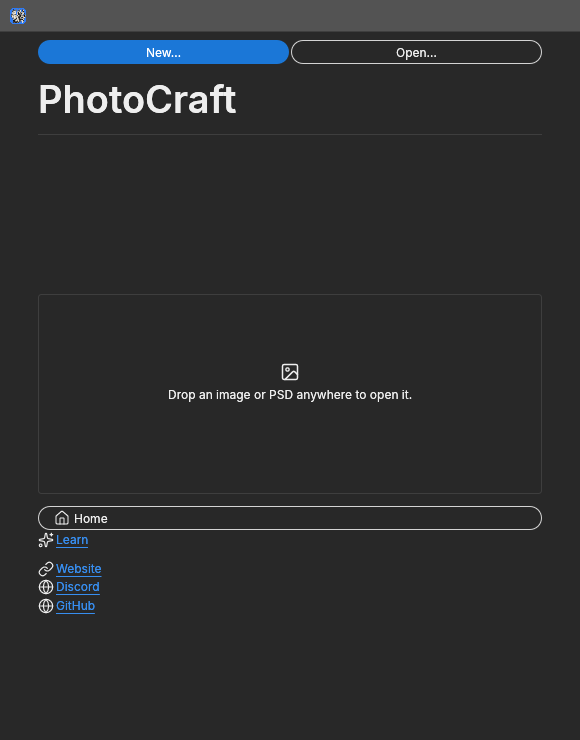 New...
Open...
PhotoCraft
Drop an image or PSD anywhere to open it.
Home
Learn
Website
Discord
GitHub